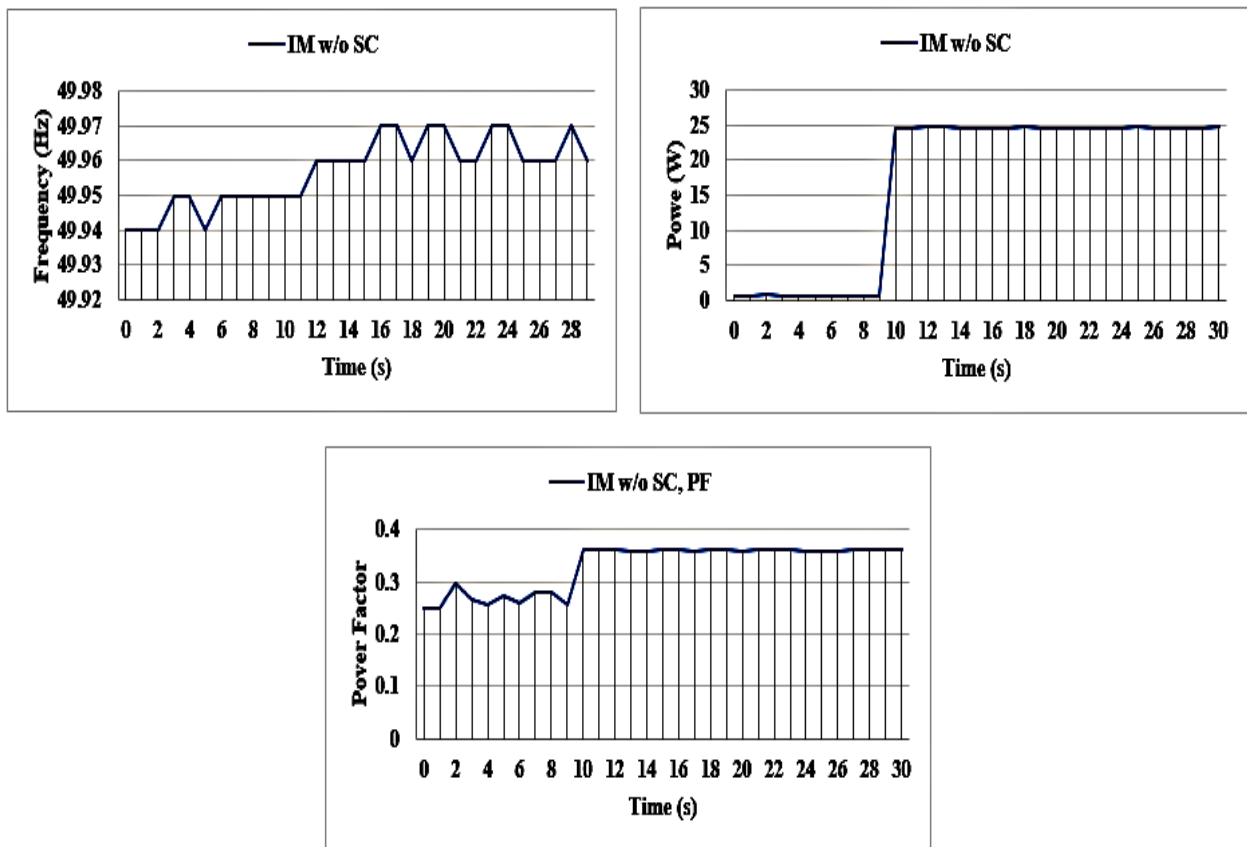 IM w/o SC
Frequency (Hz)
49.98
49.97
49.96
49.95
49.94
49.93
49.92
0 2 4 6 8 10 12 14 16 18 20 22 24 26 28
Time (s)
IM w/o SC
Powe (W)
30
25
20
15
10
5
0
0 2 4 6 8 10 12 14 16 18 20 22 24 26 28 30
Time (s)
IM w/o SC, PF
Pover Factor
0.4
0.3
0.2
0.1
0
0 2 4 6 8 10 12 14 16 18 20 22 24 26 28 30
Time (s)